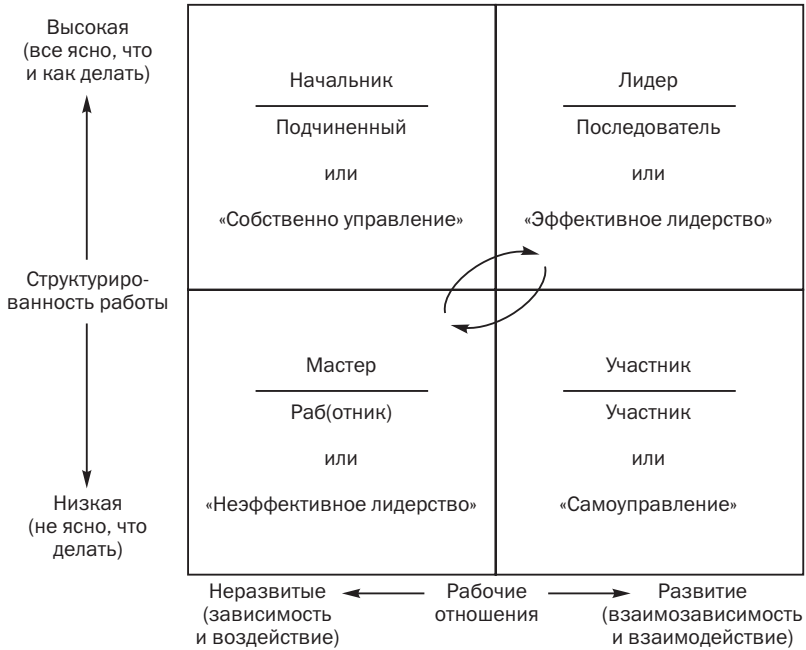 Высокая
(все ясно, что
и как делать)
Начальник
Подчиненный
или
«Собственно управление»
Лидер
Последователь
или
«Эффективное лидерство»
Структуриро-
ванность работы
Мастер
Раб(отник)
или
«Неэффективное лидерство»
Участник
Участник
или
«Самоуправление»
Низкая
(не ясно, что
делать)
Неразвитые
(зависимость
и воздействие)
Рабочие
отношения
Развитие
(взаимозависимость
и взаимодействие)